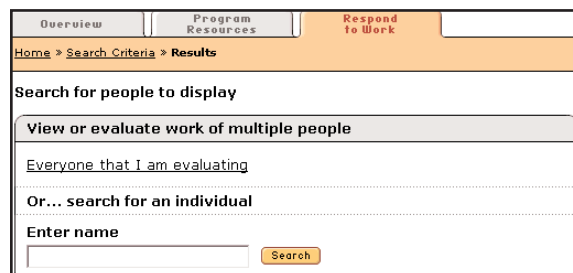 Overview Program Resources Respond to Work
Home » Search Criteria » Results
Search for people to display
View or evaluate work of multiple people
Everyone that I am evaluating
Or... search for an individual
Enter name
Search